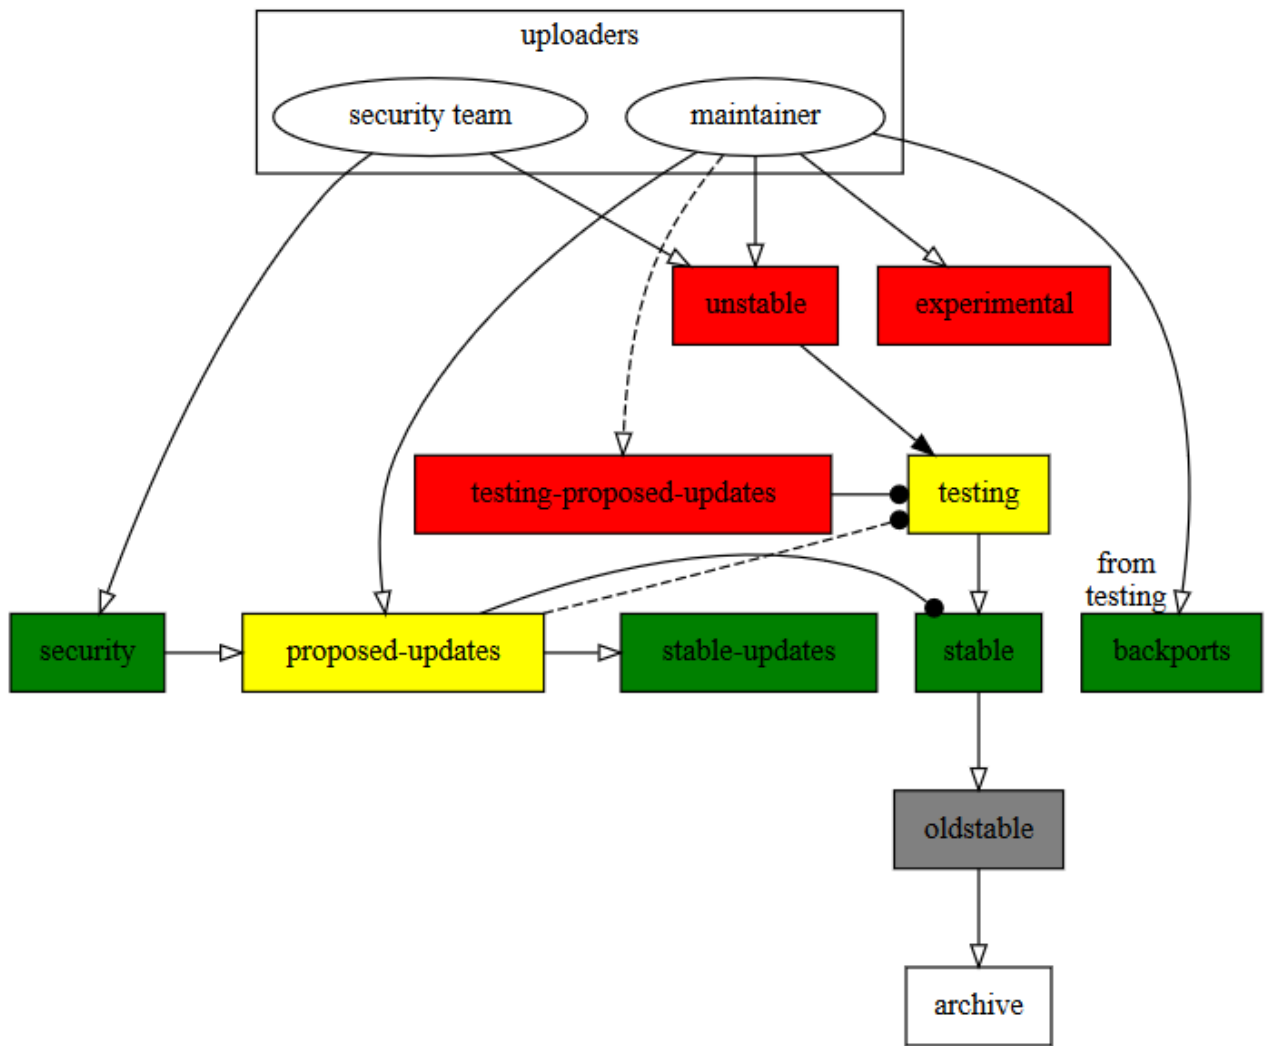 uploaders
security team
maintainer
unstable
experimental
testing-proposed-updates
testing
from
testing
security
proposed-updates
stable-updates
stable
backports
oldstable
archive